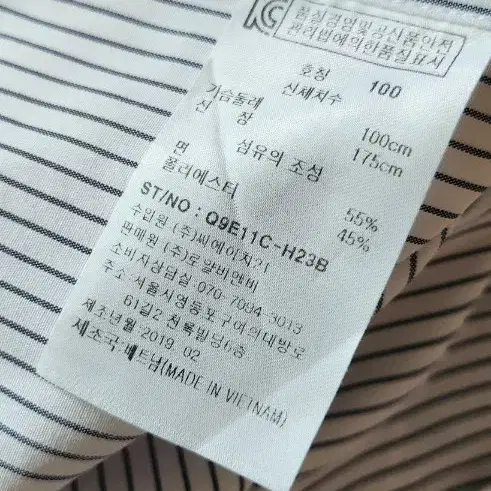 품질경영및공산품안전
관리법에의한품질표시
호칭 100
신체치수
가슴둘레 100cm
신 장 175cm
섬유의 조성
면 55%
폴리에스터 45%
ST/NO : Q9E11C-H23B
수입원 (주)씨에이치긱
판매원 (주)로알비앤비
소비자상담실:070-7084-3013
주소:서울시영등포구여의대방로
61길2 천록빌딩6층
제조년월 2019. 02
제조국:베트남(MADE IN VIETNAM)